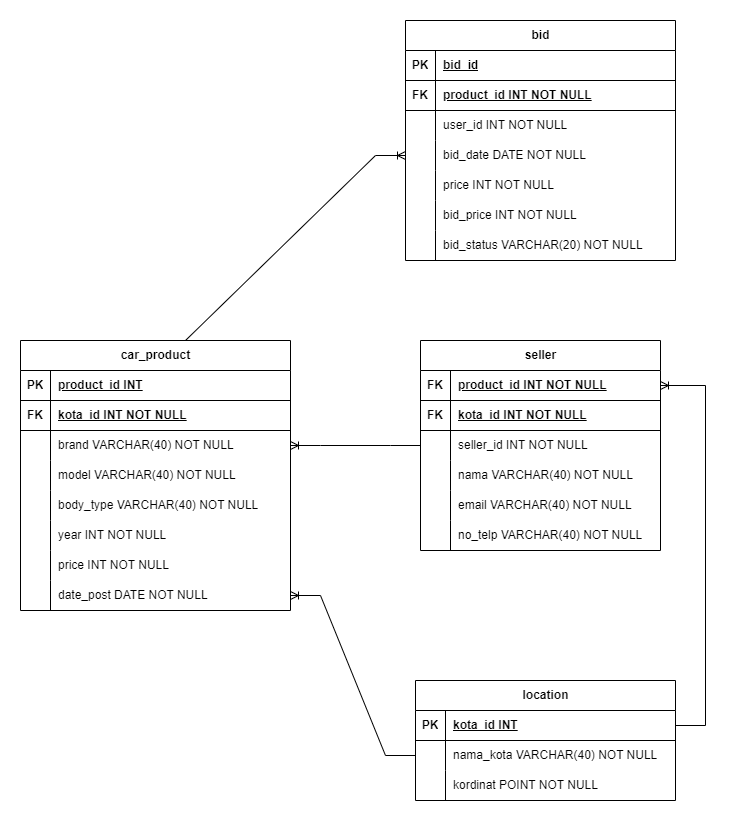 bid
PK bid_id
FK product_id INT NOT NULL
user_id INT NOT NULL
bid_date DATE NOT NULL
price INT NOT NULL
bid_price INT NOT NULL
bid_status VARCHAR(20) NOT NULL
car_product
PK product_id INT
FK kota_id INT NOT NULL
brand VARCHAR(40) NOT NULL
model VARCHAR(40) NOT NULL
body_type VARCHAR(40) NOT NULL
year INT NOT NULL
price INT NOT NULL
date_post DATE NOT NULL
seller
FK product_id INT NOT NULL
FK kota_id INT NOT NULL
seller_id INT NOT NULL
nama VARCHAR(40) NOT NULL
email VARCHAR(40) NOT NULL
no_telp VARCHAR(40) NOT NULL
location
PK kota_id INT
nama_kota VARCHAR(40) NOT NULL
kordinat POINT NOT NULL